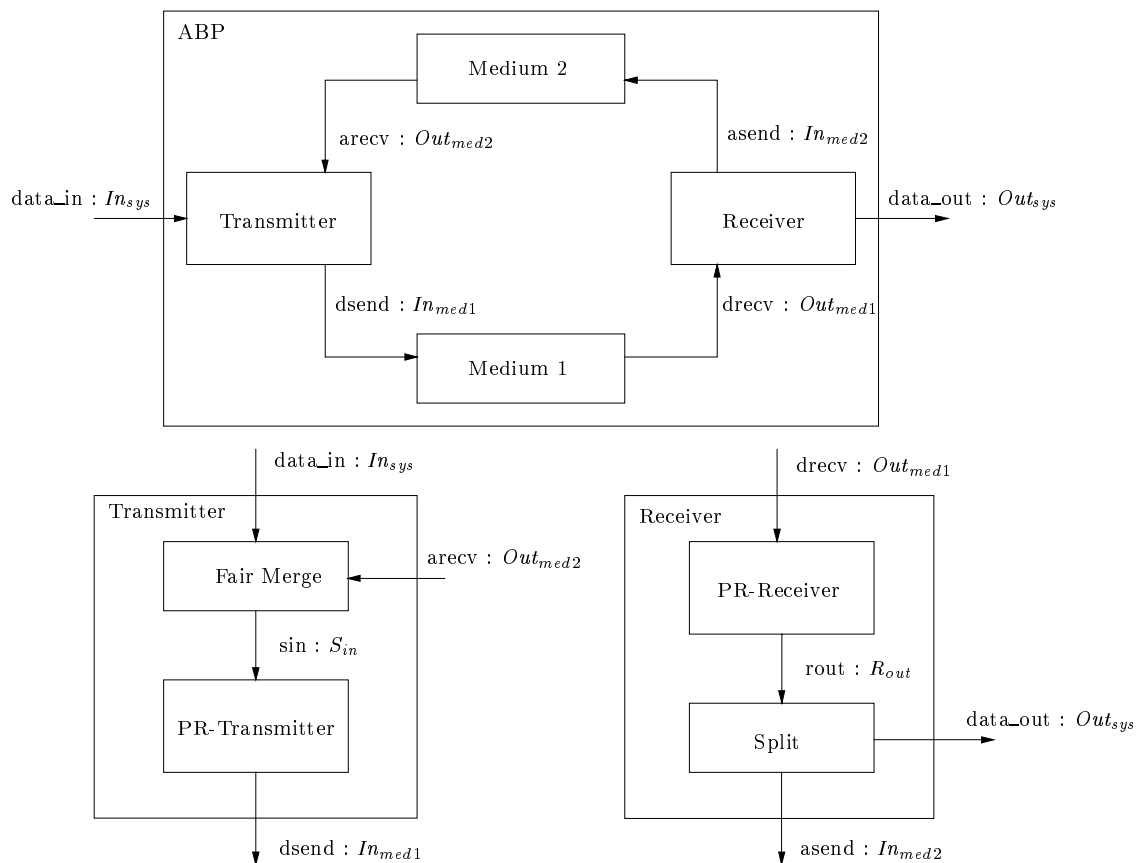 ABP
Medium 2
arecv : Out_med2
asend : In_med2
data_in : In_sys
Transmitter
Receiver
data_out : Out_sys
dsend : In_med1
drecv : Out_med1
Medium 1
data_in : In_sys
drecv : Out_med1
Transmitter
Receiver
Fair Merge
arecv : Out_med2
PR-Receiver
sin : S_in
rout : R_out
PR-Transmitter
Split
data_out : Out_sys
dsend : In_med1
asend : In_med2